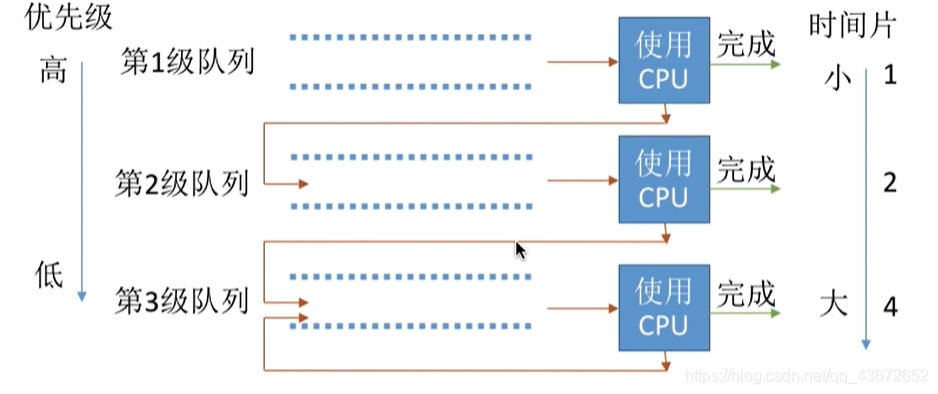 优先级
时间片
高
第1级队列
使用
CPU
完成
小
1
第2级队列
使用
CPU
完成
2
低
第3级队列
使用
CPU
完成
大
4
https://blog.csdn.net/qq_43672652